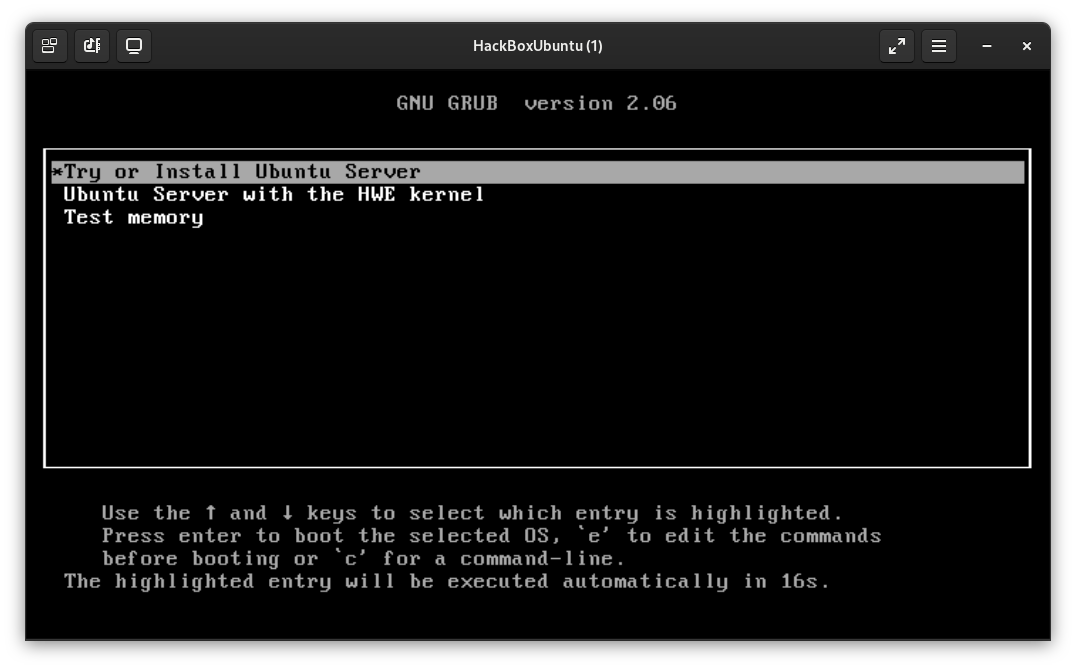 HackBoxUbuntu (1)
GNU GRUB  version 2.06
*Try or Install Ubuntu Server
Ubuntu Server with the HWE kernel
Test memory
Use the ↑ and ↓ keys to select which entry is highlighted.
Press enter to boot the selected OS, `e' to edit the commands
before booting or `c' for a command-line.
The highlighted entry will be executed automatically in 16s.